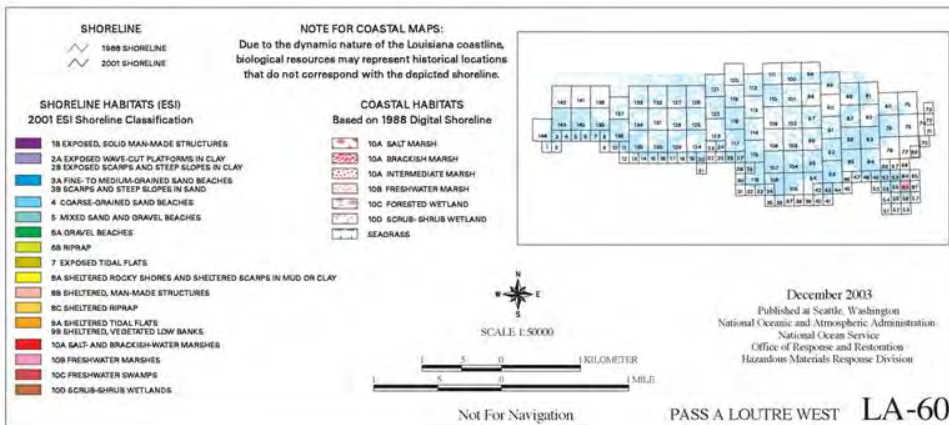 SHORELINE
1988 SHORELINE
2001 SHORELINE
NOTE FOR COASTAL MAPS:
Due to the dynamic nature of the Louisiana coastline,
biological resources may represent historical locations
that do not correspond with the depicted shoreline.
SHORELINE HABITATS (ESI)
2001 ESI Shoreline Classification
1B EXPOSED, SOLID MAN-MADE STRUCTURES
2A EXPOSED WAVE-CUT PLATFORMS IN CLAY
2B EXPOSED SCARPS AND STEEP SLOPES IN CLAY
3A FINE- TO MEDIUM-GRAINED SAND BEACHES
3B SCARPS AND STEEP SLOPES IN SAND
4 COARSE-GRAINED SAND BEACHES
5 MIXED SAND AND GRAVEL BEACHES
6A GRAVEL BEACHES
6B RIPRAP
7 EXPOSED TIDAL FLATS
8A SHELTERED ROCKY SHORES AND SHELTERED SCARPS IN MUD OR CLAY
8B SHELTERED, MAN-MADE STRUCTURES
8C SHELTERED RIPRAP
9A SHELTERED TIDAL FLATS
9B SHELTERED, VEGETATED LOW BANKS
10A SALT- AND BRACKISH-WATER MARSHES
10B FRESHWATER MARSHES
10C FRESHWATER SWAMPS
10D SCRUB-SHRUB WETLANDS
COASTAL HABITATS
Based on 1988 Digital Shoreline
10A SALT MARSH
10A BRACKISH MARSH
10A INTERMEDIATE MARSH
10B FRESHWATER MARSH
10C FORESTED WETLAND
10D SCRUB-SHRUB WETLAND
SEAGRASS
N
W E
S
SCALE 1:50000
1 .5 0 1 KILOMETER
1 .5 0 1 MILE
Not For Navigation
December 2003
Published at Seattle, Washington
National Oceanic and Atmospheric Administration
National Ocean Service
Office of Response and Restoration
Hazardous Materials Response Division
PASS A LOUTRE WEST LA-60